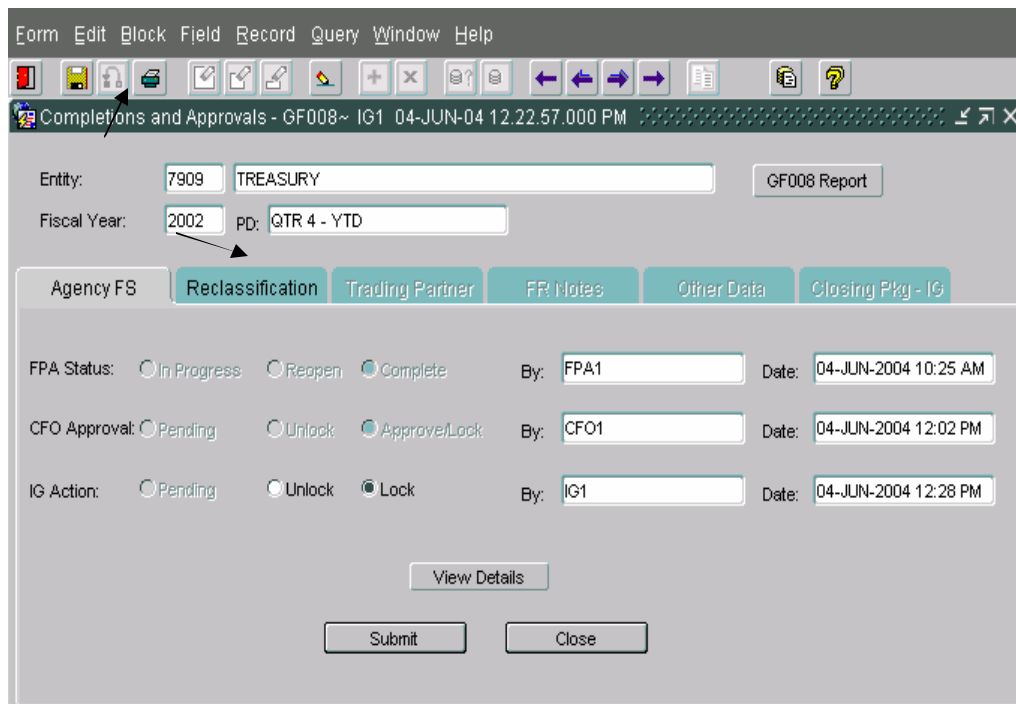 Form Edit Block Field Record Query Window Help
Completions and Approvals - GF008~ IG1 04-JUN-04 12.22.57.000 PM
Entity: 7909 TREASURY GF008 Report
Fiscal Year: 2002 PD: QTR 4 - YTD
Agency FS Reclassification Trading Partner FR Notes Other Data Closing Pkg - IG
FPA Status: In Progress Reopen Complete By: FPA1 Date: 04-JUN-2004 10:25 AM
CFO Approval: Pending Unlock Approve/Lock By: CFO1 Date: 04-JUN-2004 12:02 PM
IG Action: Pending Unlock Lock By: IG1 Date: 04-JUN-2004 12:28 PM
View Details
Submit Close